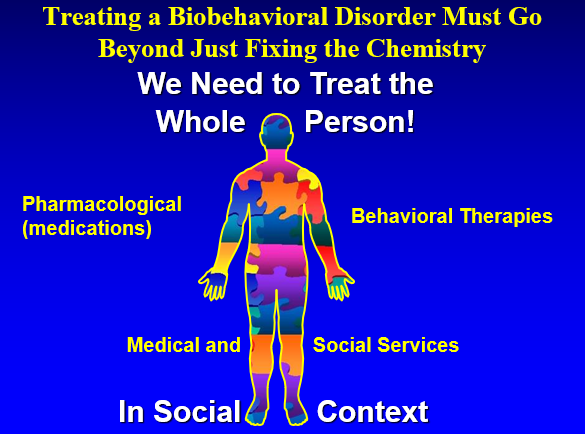 Treating a Biobehavioral Disorder Must Go
Beyond Just Fixing the Chemistry
We Need to Treat the
Whole Person!
Pharmacological
(medications)
Behavioral Therapies
Medical and Social Services
In Social Context